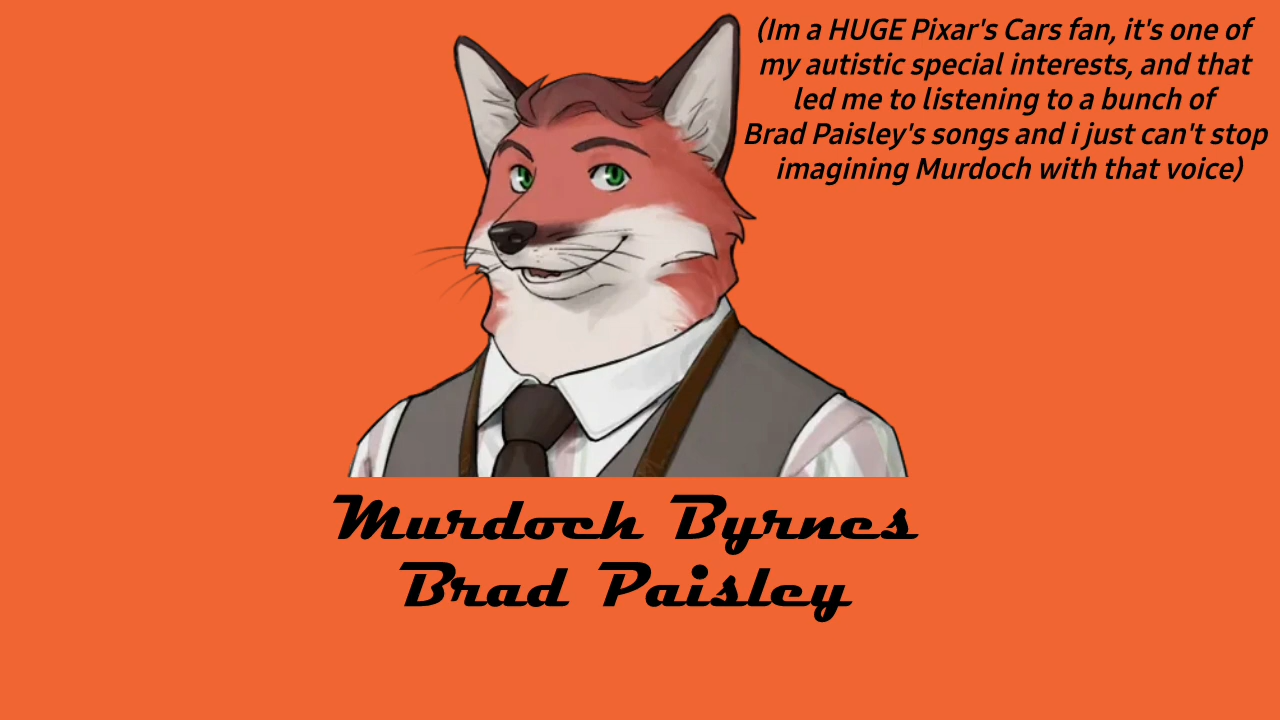 (Im a HUGE Pixar's Cars fan, it's one of
my autistic special interests, and that
led me to listening to a bunch of
Brad Paisley's songs and i just can't stop
imagining Murdoch with that voice)
Murdoch Byrnes
Brad Paisley